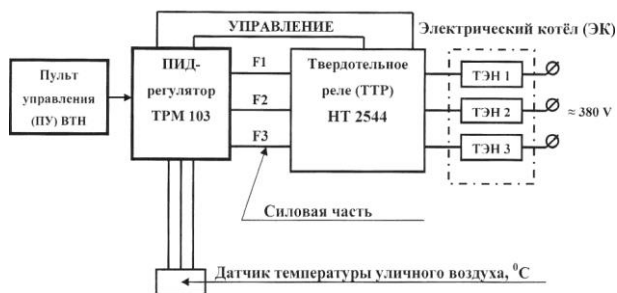 УПРАВЛЕНИЕ
Электрический котёл (ЭК)
Пульт
управления
(ПУ) ВТН
ПИД-
регулятор
ТРМ 103
F1
F2
F3
Твердотельное
реле (ТТР)
НТ 2544
ТЭН 1
ТЭН 2
ТЭН 3
≈ 380 V
Силовая часть
Датчик температуры уличного воздуха, ⁰С